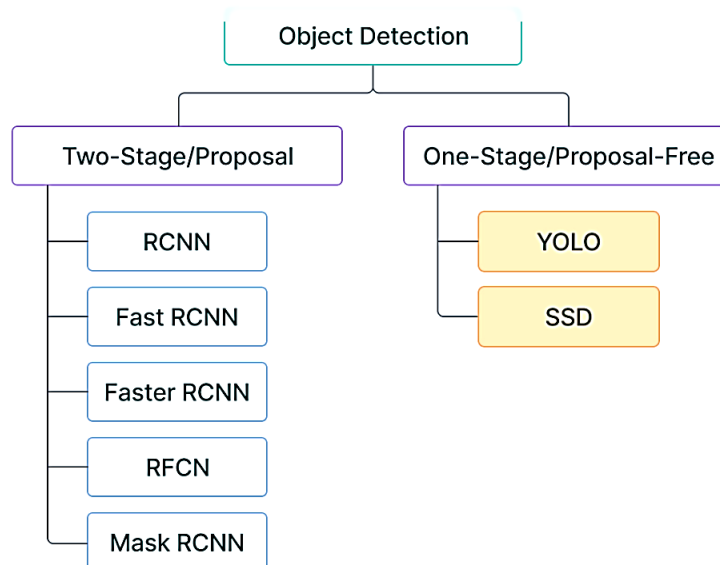 Object Detection
Two-Stage/Proposal
One-Stage/Proposal-Free
RCNN
YOLO
Fast RCNN
SSD
Faster RCNN
RFCN
Mask RCNN